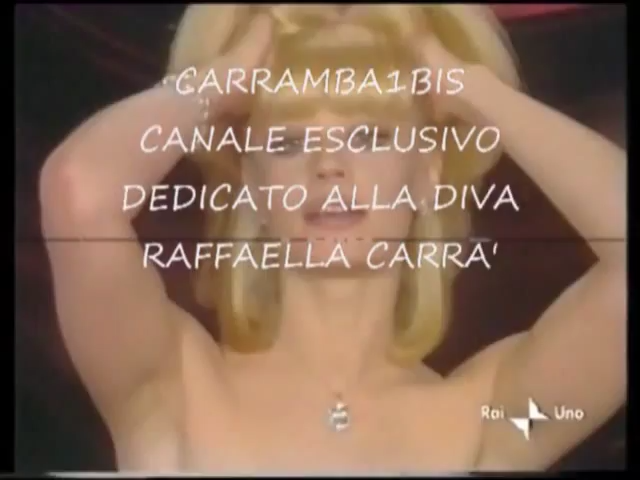 CARRAMBA1BIS
CANALE ESCLUSIVO
DEDICATO ALLA DIVA
RAFFAELLA CARRA'
Rai Uno